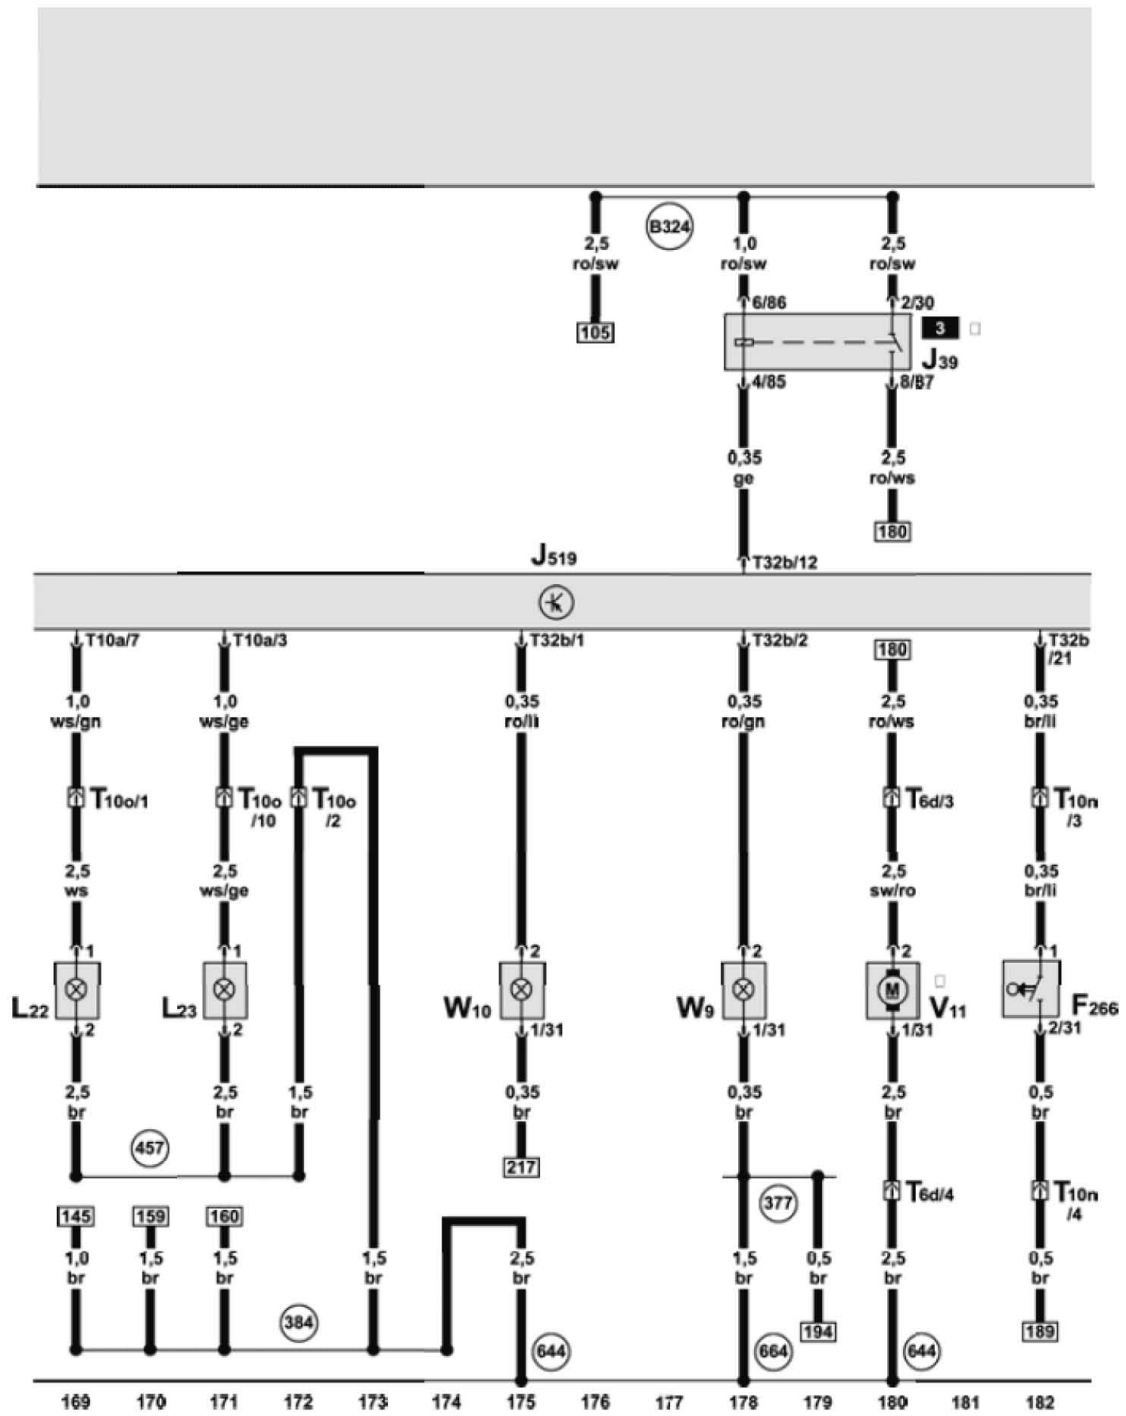 B324
2,5 1,0 2,5
ro/sw ro/sw ro/sw
6/86 2/30
105 3
J39
4/85 8/87
0,35 2,5
ge ro/ws
180
J519 T32b/12
T10a/7 T10a/3 T32b/1 T32b/2 180 T32b
/21
1,0 1,0 0,35 0,35 2,5 0,35
ws/gn ws/ge ro/li ro/gn ro/ws br/li
T10o/1 T10o T10o T6d/3 T10n
/10 /2 /3
2,5 2,5 2,5 0,35
ws ws/ge sw/ro br/li
1 1 2 2 2 1
L22 L23 W10 W9 M V11 F266
2 2 1/31 1/31 1/31 2/31
2,5 2,5 1,5 0,35 0,35 2,5 0,5
br br br br br br br
457
217
377 T6d/4 T10n
/4
145 159 160
1,0 1,5 1,5 1,5 2,5 1,5 0,5 2,5 0,5
br br br br br br br br br
384 194 189
644 664 644
169 170 171 172 173 174 175 176 177 178 179 180 181 182